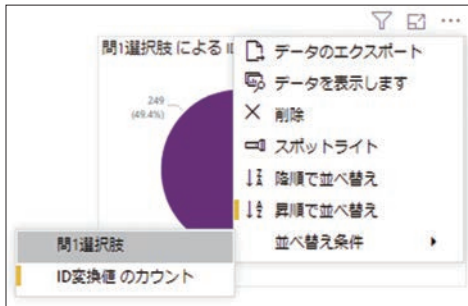 問1選択肢 による I
249
(49.4%)
データのエクスポート
データを表示します
削除
スポットライト
降順で並べ替え
昇順で並べ替え
並べ替え条件
問1選択肢
ID変換値 のカウント